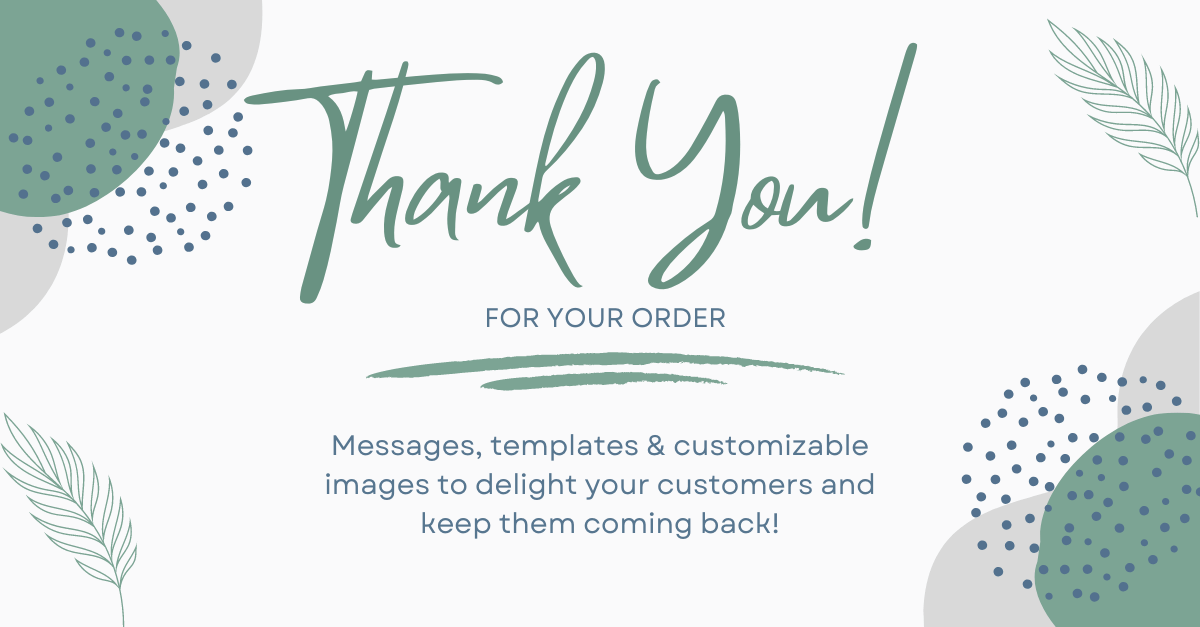 Thank You!
FOR YOUR ORDER
Messages, templates & customizable
images to delight your customers and
keep them coming back!